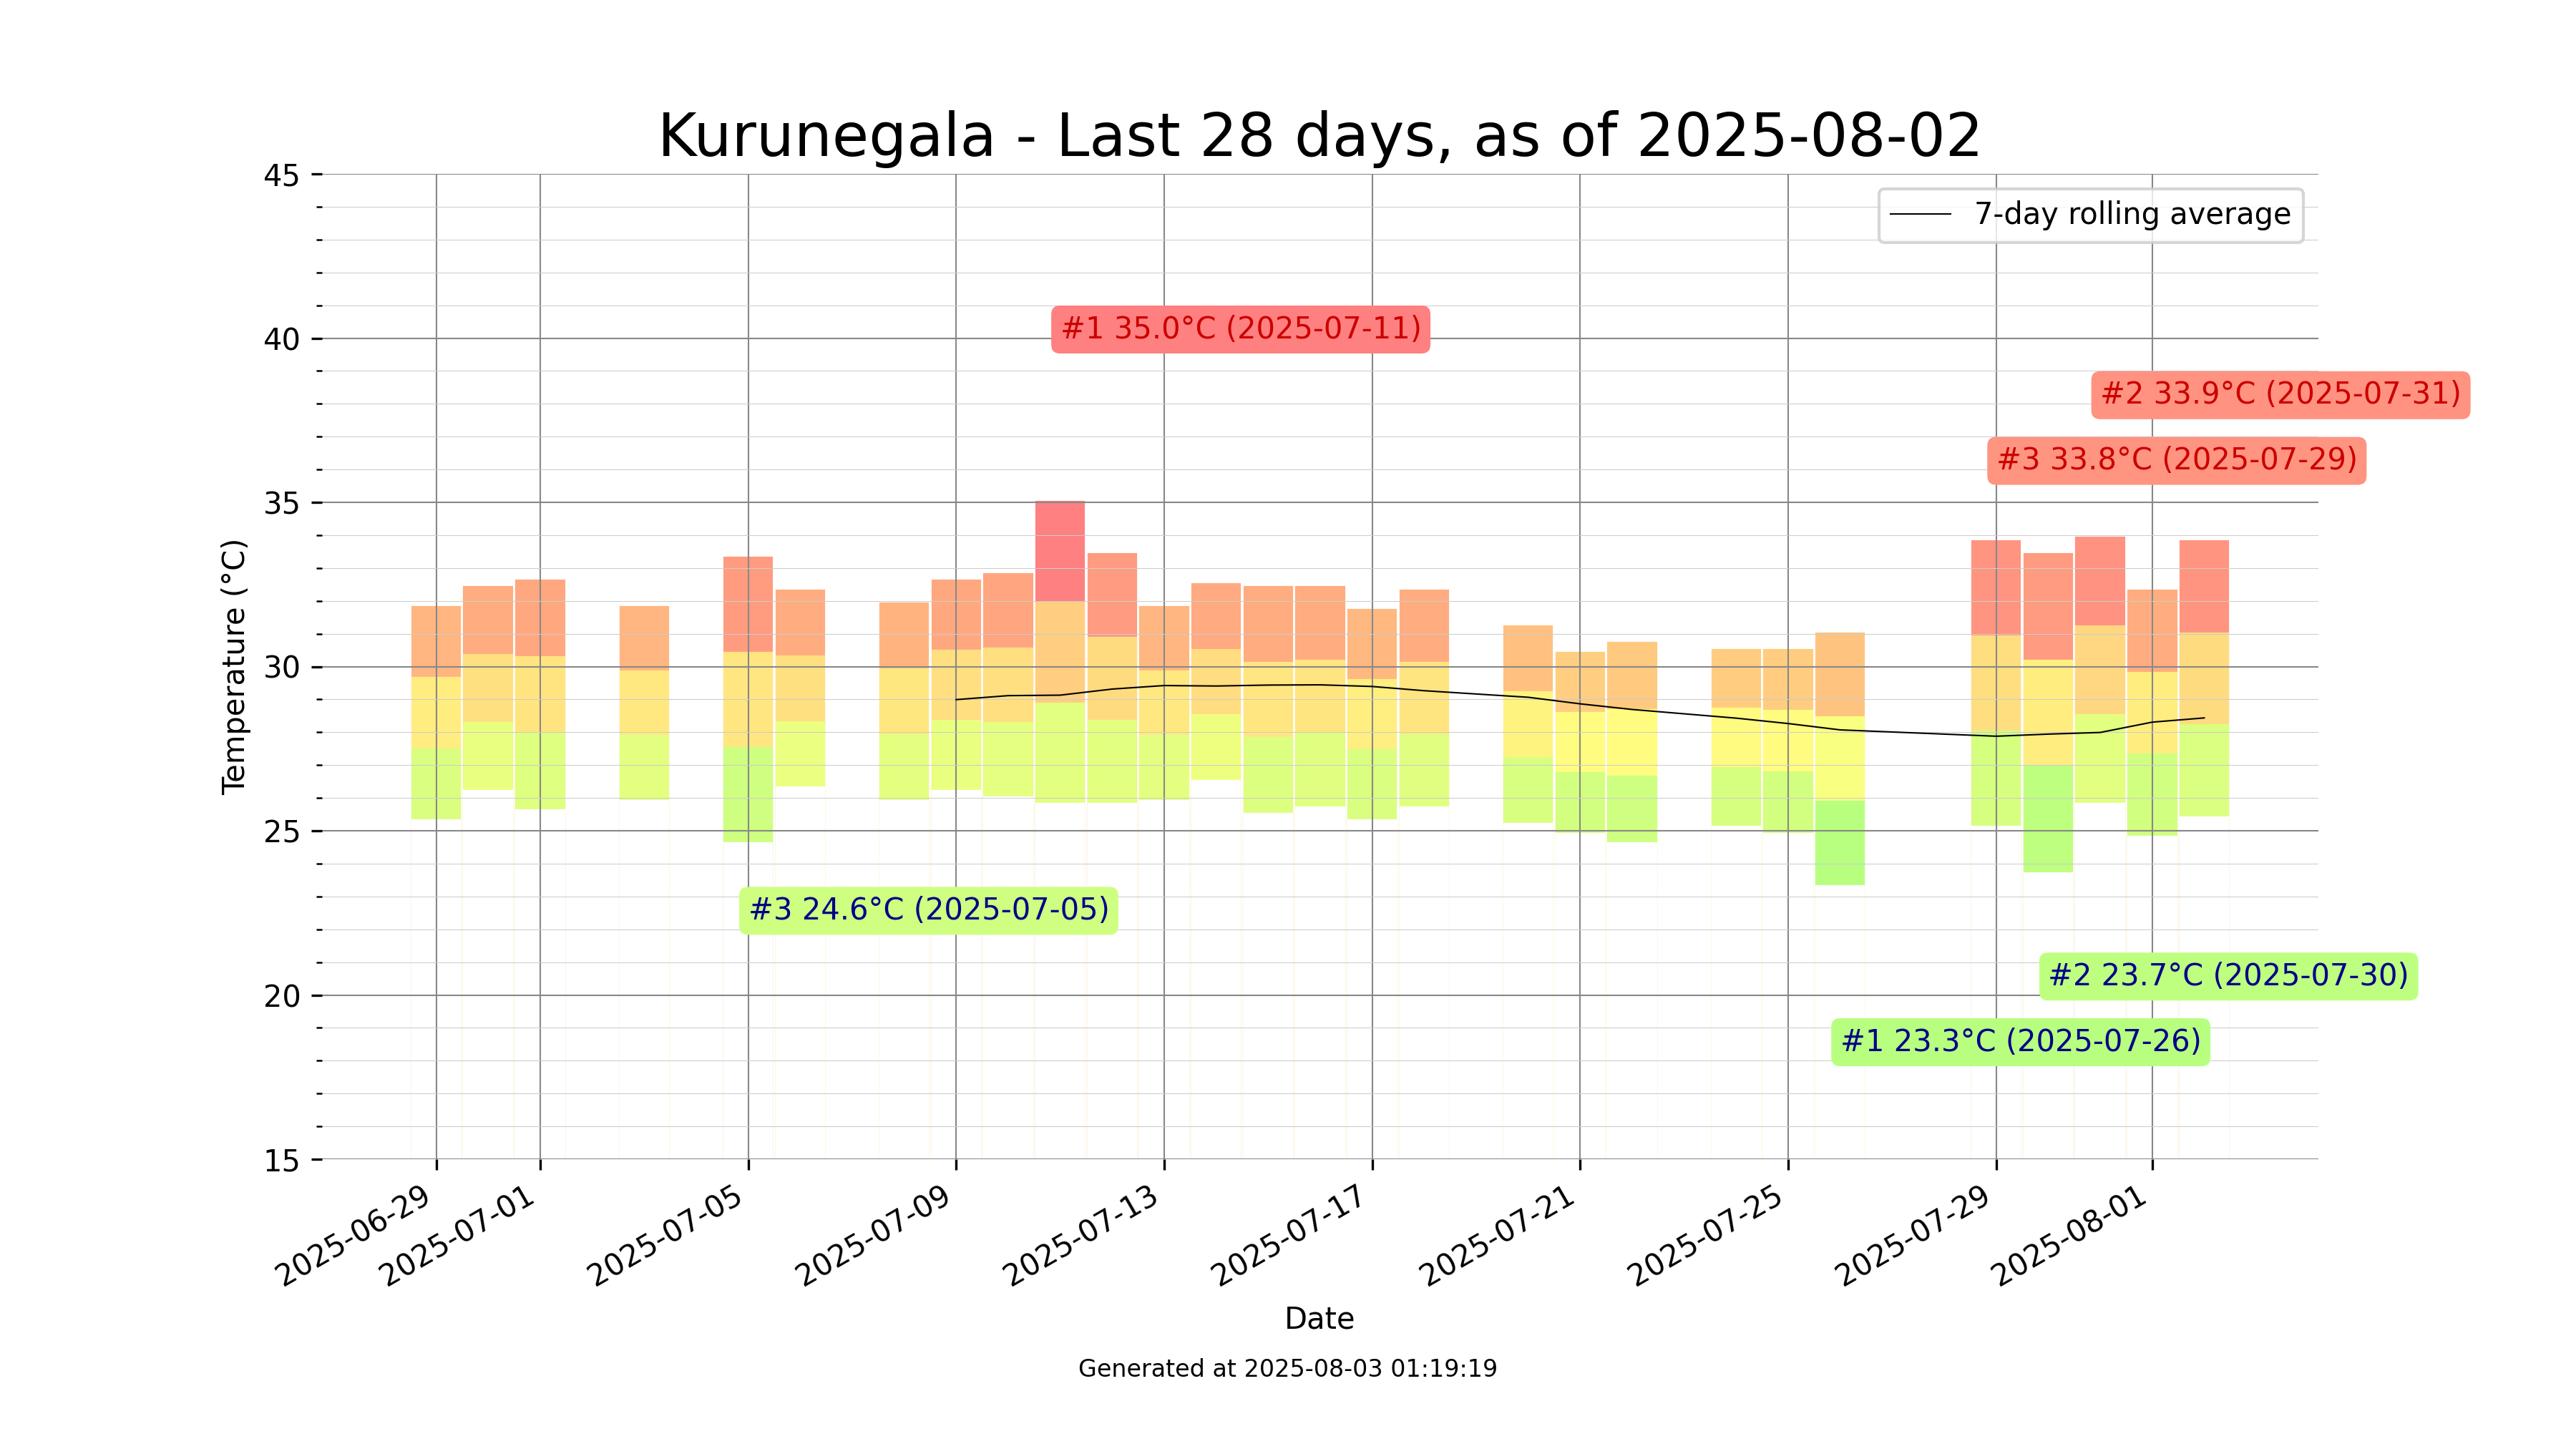 Kurunegala - Last 28 days, as of 2025-08-02
7-day rolling average
#1 35.0°C (2025-07-11)
#2 33.9°C (2025-07-31)
#3 33.8°C (2025-07-29)
#3 24.6°C (2025-07-05)
#2 23.7°C (2025-07-30)
#1 23.3°C (2025-07-26)
Temperature (°C)
45
40
35
30
25
20
15
2025-06-29
2025-07-01
2025-07-05
2025-07-09
2025-07-13
2025-07-17
2025-07-21
2025-07-25
2025-07-29
2025-08-01
Date
Generated at 2025-08-03 01:19:19